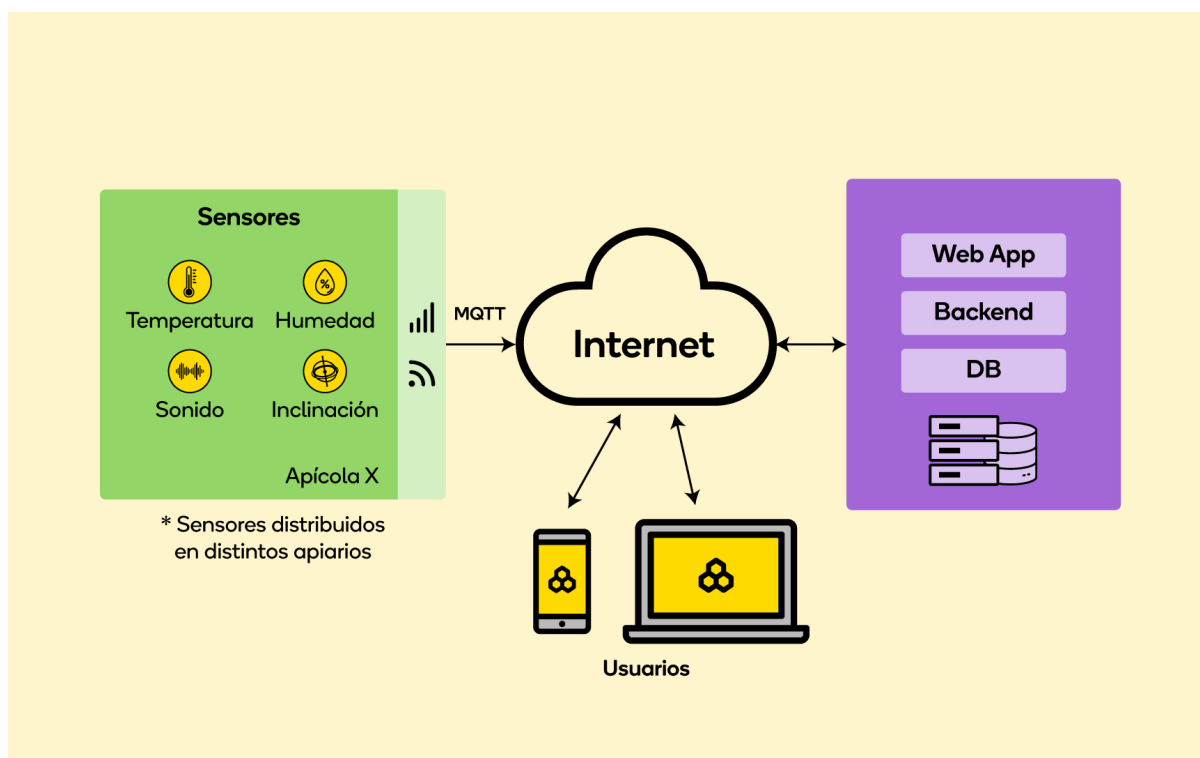 Sensores
Temperatura
Humedad
%
Sonido
Inclinación
Apícola X
* Sensores distribuidos
en distintos apiarios
MQTT
Internet
Web App
Backend
DB
Usuarios